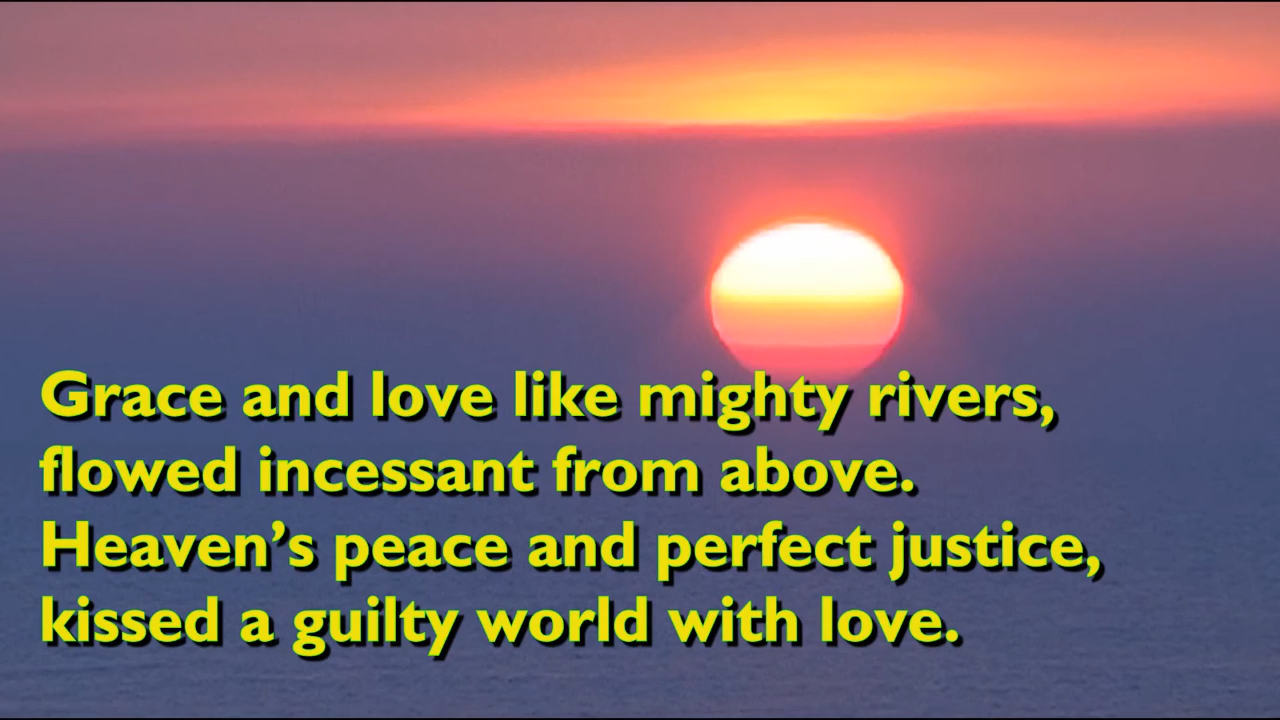 Grace and love like mighty rivers,
flowed incessant from above.
Heaven’s peace and perfect justice,
kissed a guilty world with love.